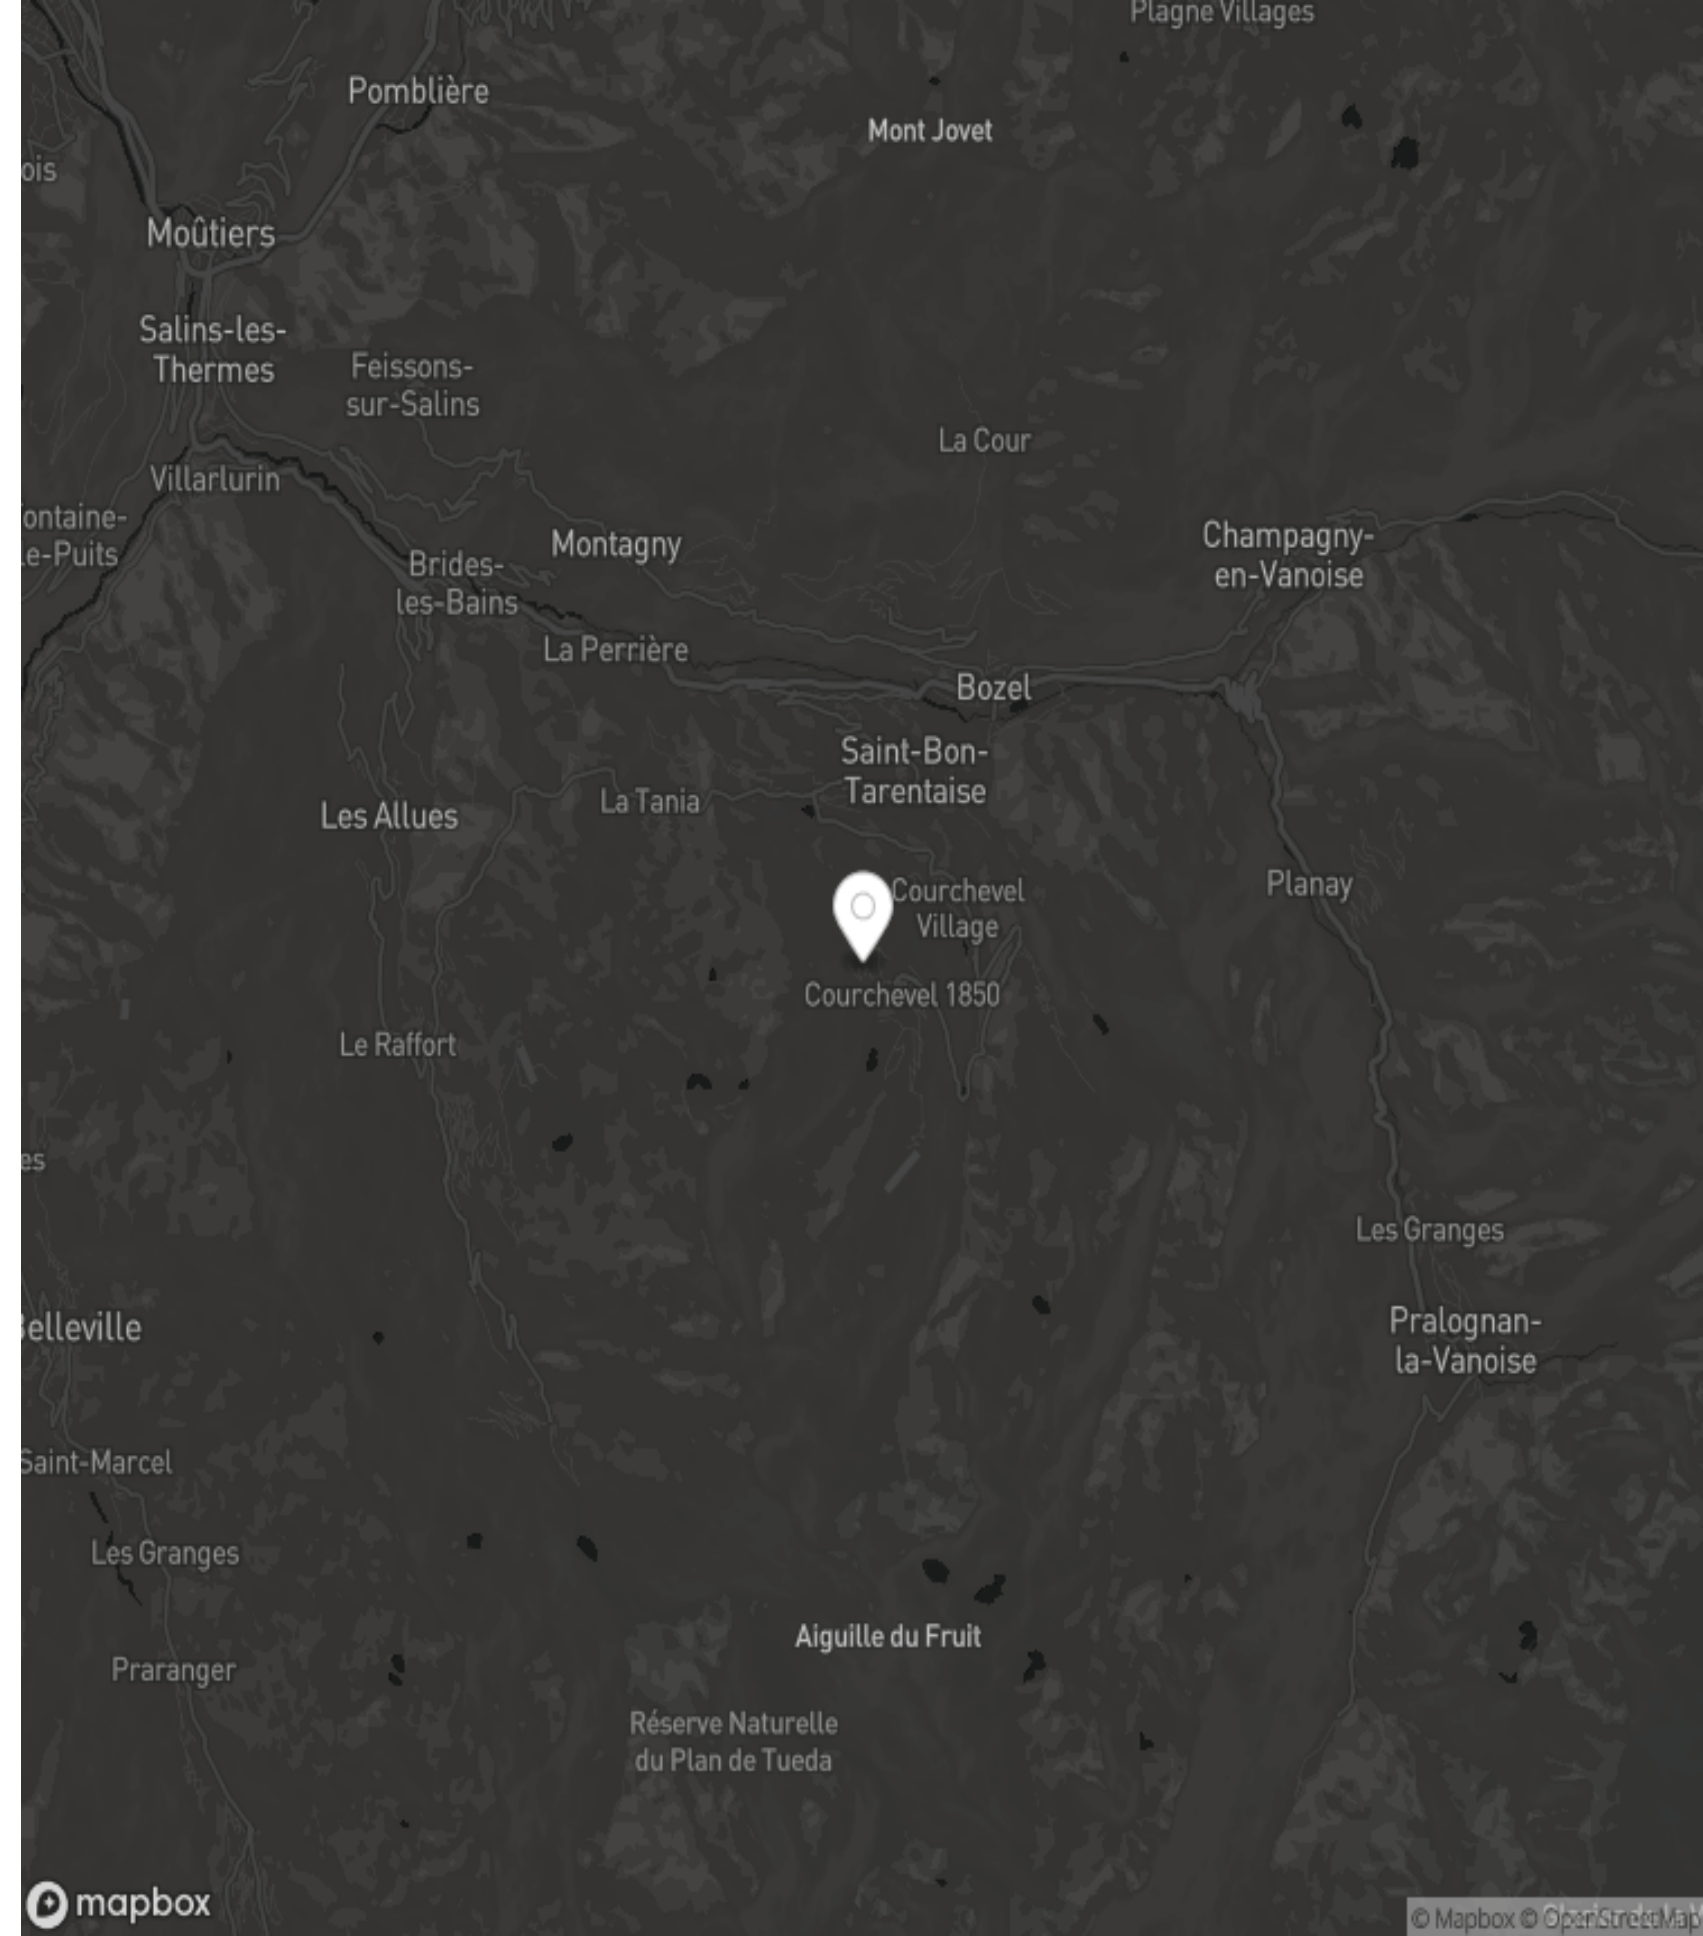 Plagne Villages
Pomblière
Mont Jovet
ois
Moûtiers
Salins-les-
Thermes
Feissons-
sur-Salins
La Cour
Villarlurin
ontaine-
e-Puits
Montagny
Champagny-
en-Vanoise
Brides-
les-Bains
La Perrière
Bozel
Saint-Bon-
Tarentaise
La Tania
Les Allues
Planay
Courchevel
Village
Courchevel 1850
Le Raffort
es
Les Granges
Belleville
Pralognan-
la-Vanoise
Saint-Marcel
Les Granges
Aiguille du Fruit
Praranger
Réserve Naturelle
du Plan de Tueda
mapbox
© Mapbox © OpenStreetMap